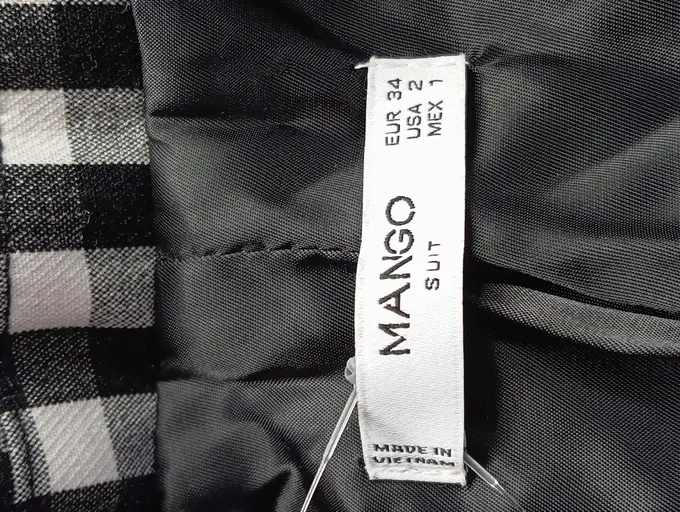 MANGO
SUIT
EUR 34
USA 2
MEX 1
MADE IN
VIETNAM